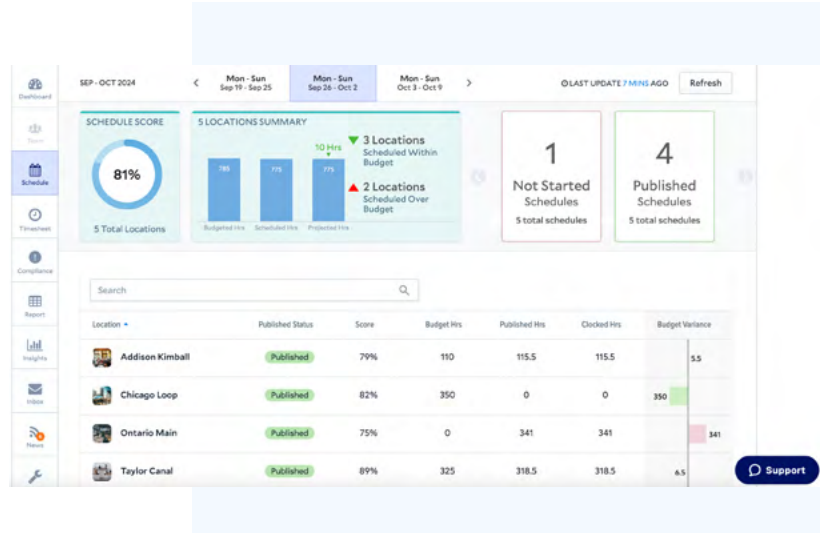 SEP - OCT 2024
Mon - Sun
Sep 19 - Sep 25
Mon - Sun
Sep 26 - Oct 2
Mon - Sun
Oct 3 - Oct 9
LAST UPDATE 7 MINS AGO
Refresh
Dashboard
Team
Schedule
Timesheet
Compliance
Report
Insights
Inbox
News
SCHEDULE SCORE
81%
5 Total Locations
5 LOCATIONS SUMMARY
10 Hrs
785
775
775
Budgeted Hrs
Scheduled Hrs
Projected Hrs
3 Locations
Scheduled Within
Budget
2 Locations
Scheduled Over
Budget
1
Not Started
Schedules
5 total schedules
4
Published
Schedules
5 total schedules
Search
Location Published Status Score Budget Hrs Published Hrs Clocked Hrs Budget Variance
Addison Kimball Published 79% 110 115.5 115.5 5.5
Chicago Loop Published 82% 350 0 0 350
Ontario Main Published 75% 0 341 341 341
Taylor Canal Published 89% 325 318.5 318.5 6.5
Support